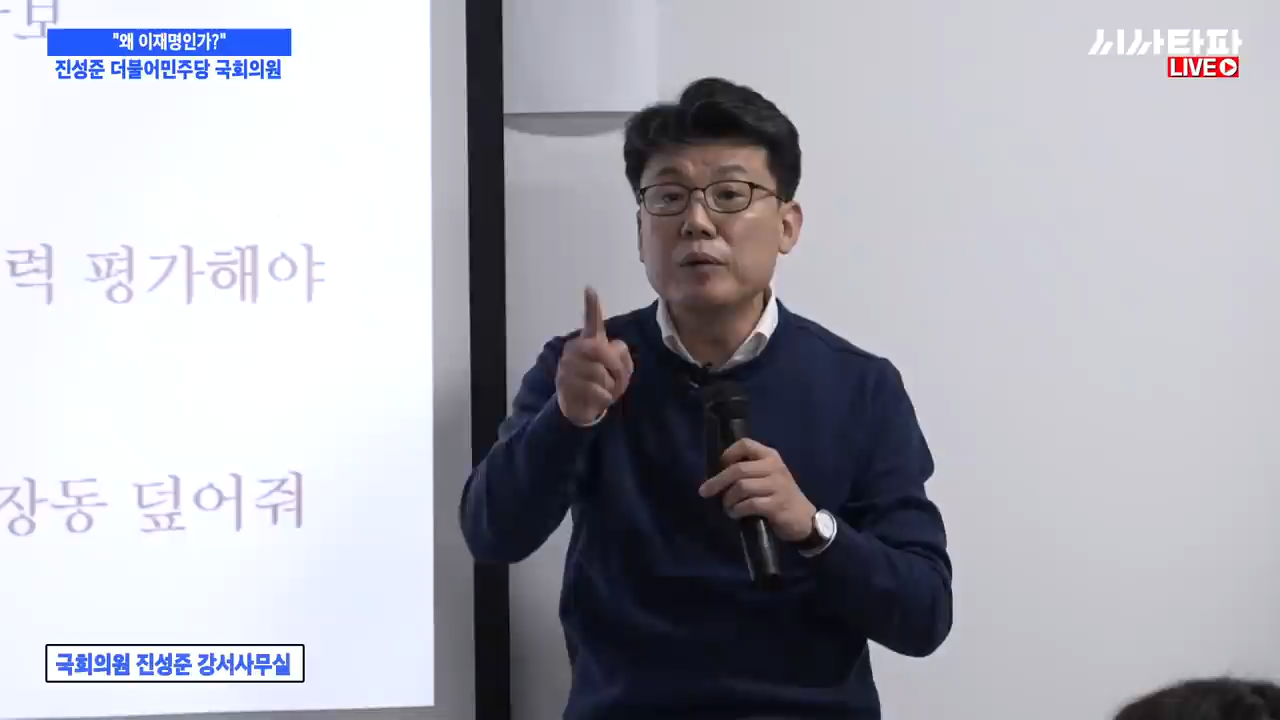 "왜 이재명인가?"
진성준 더불어민주당 국회의원
시사타파
LIVE
력 평가해야
장동 덮어줘
국회의원 진성준 강서사무실